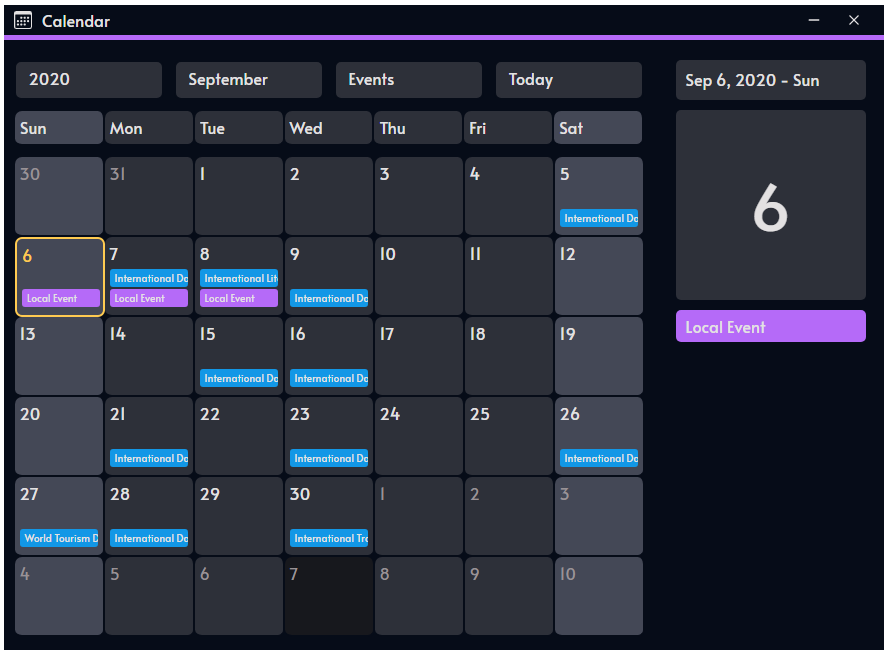 Calendar
2020 September Events Today Sep 6, 2020 - Sun
Sun Mon Tue Wed Thu Fri Sat
6
30 31 1 2 3 4 5
International Da
6 7 8 9 10 11 12
International Da International Lit
Local Event Local Event Local Event International Da
Local Event
13 14 15 16 17 18 19
International Da International Da
20 21 22 23 24 25 26
International Da International Da International Da
27 28 29 30 1 2 3
World Tourism D International Da International Tra
4 5 6 7 8 9 10